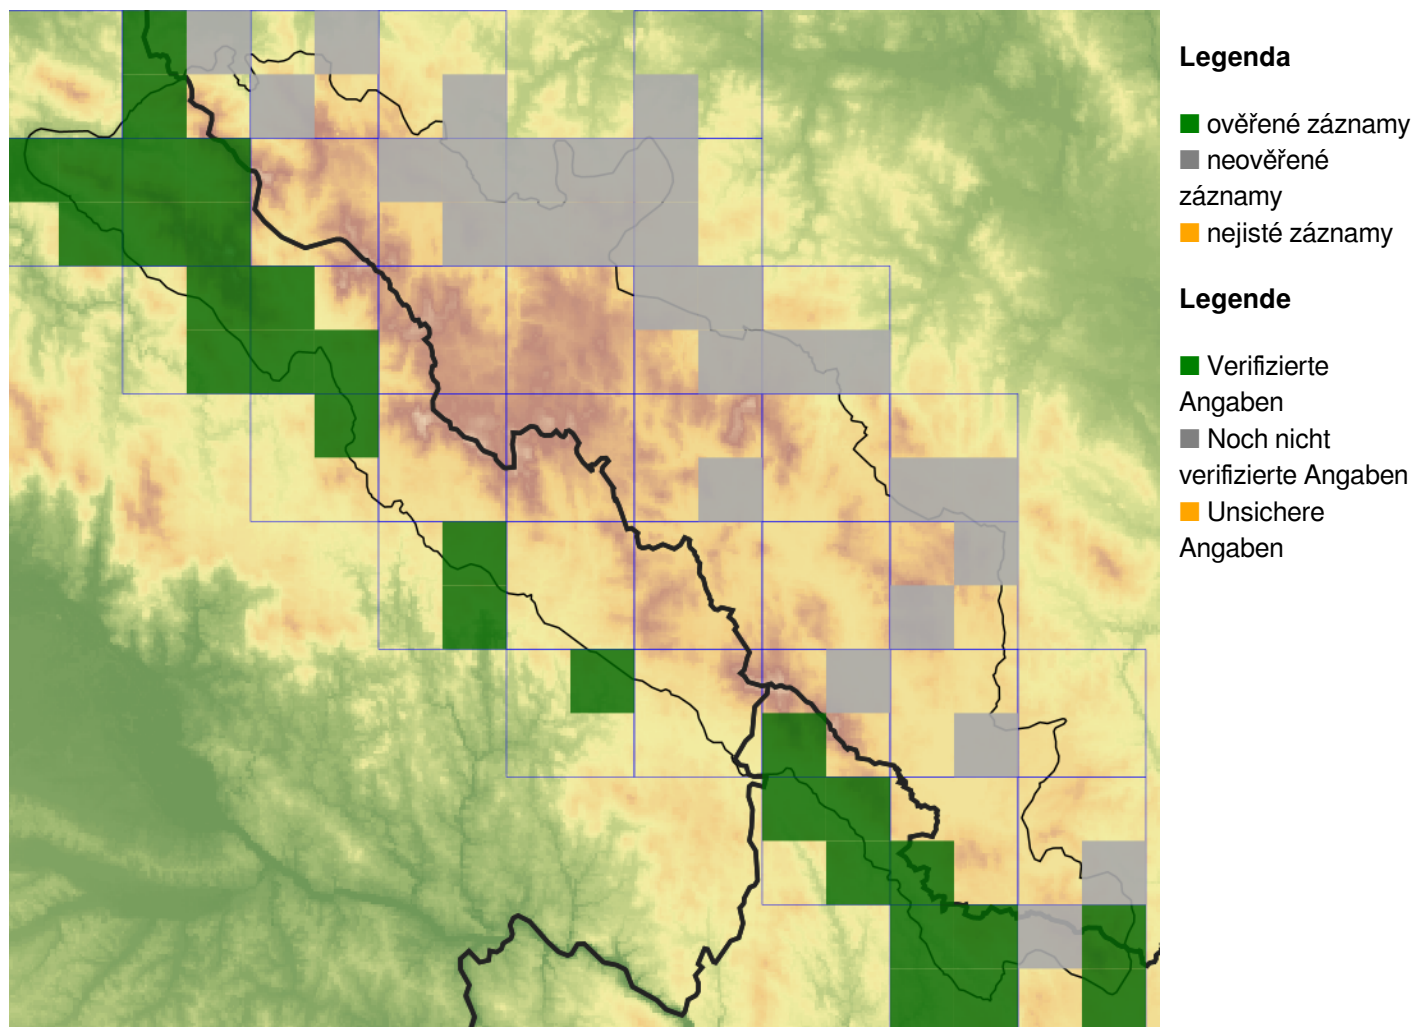 Legenda
ověřené záznamy
neověřené
záznamy
nejisté záznamy
Legende
Verifizierte
Angaben
Noch nicht
verifizierte Angaben
Unsichere
Angaben